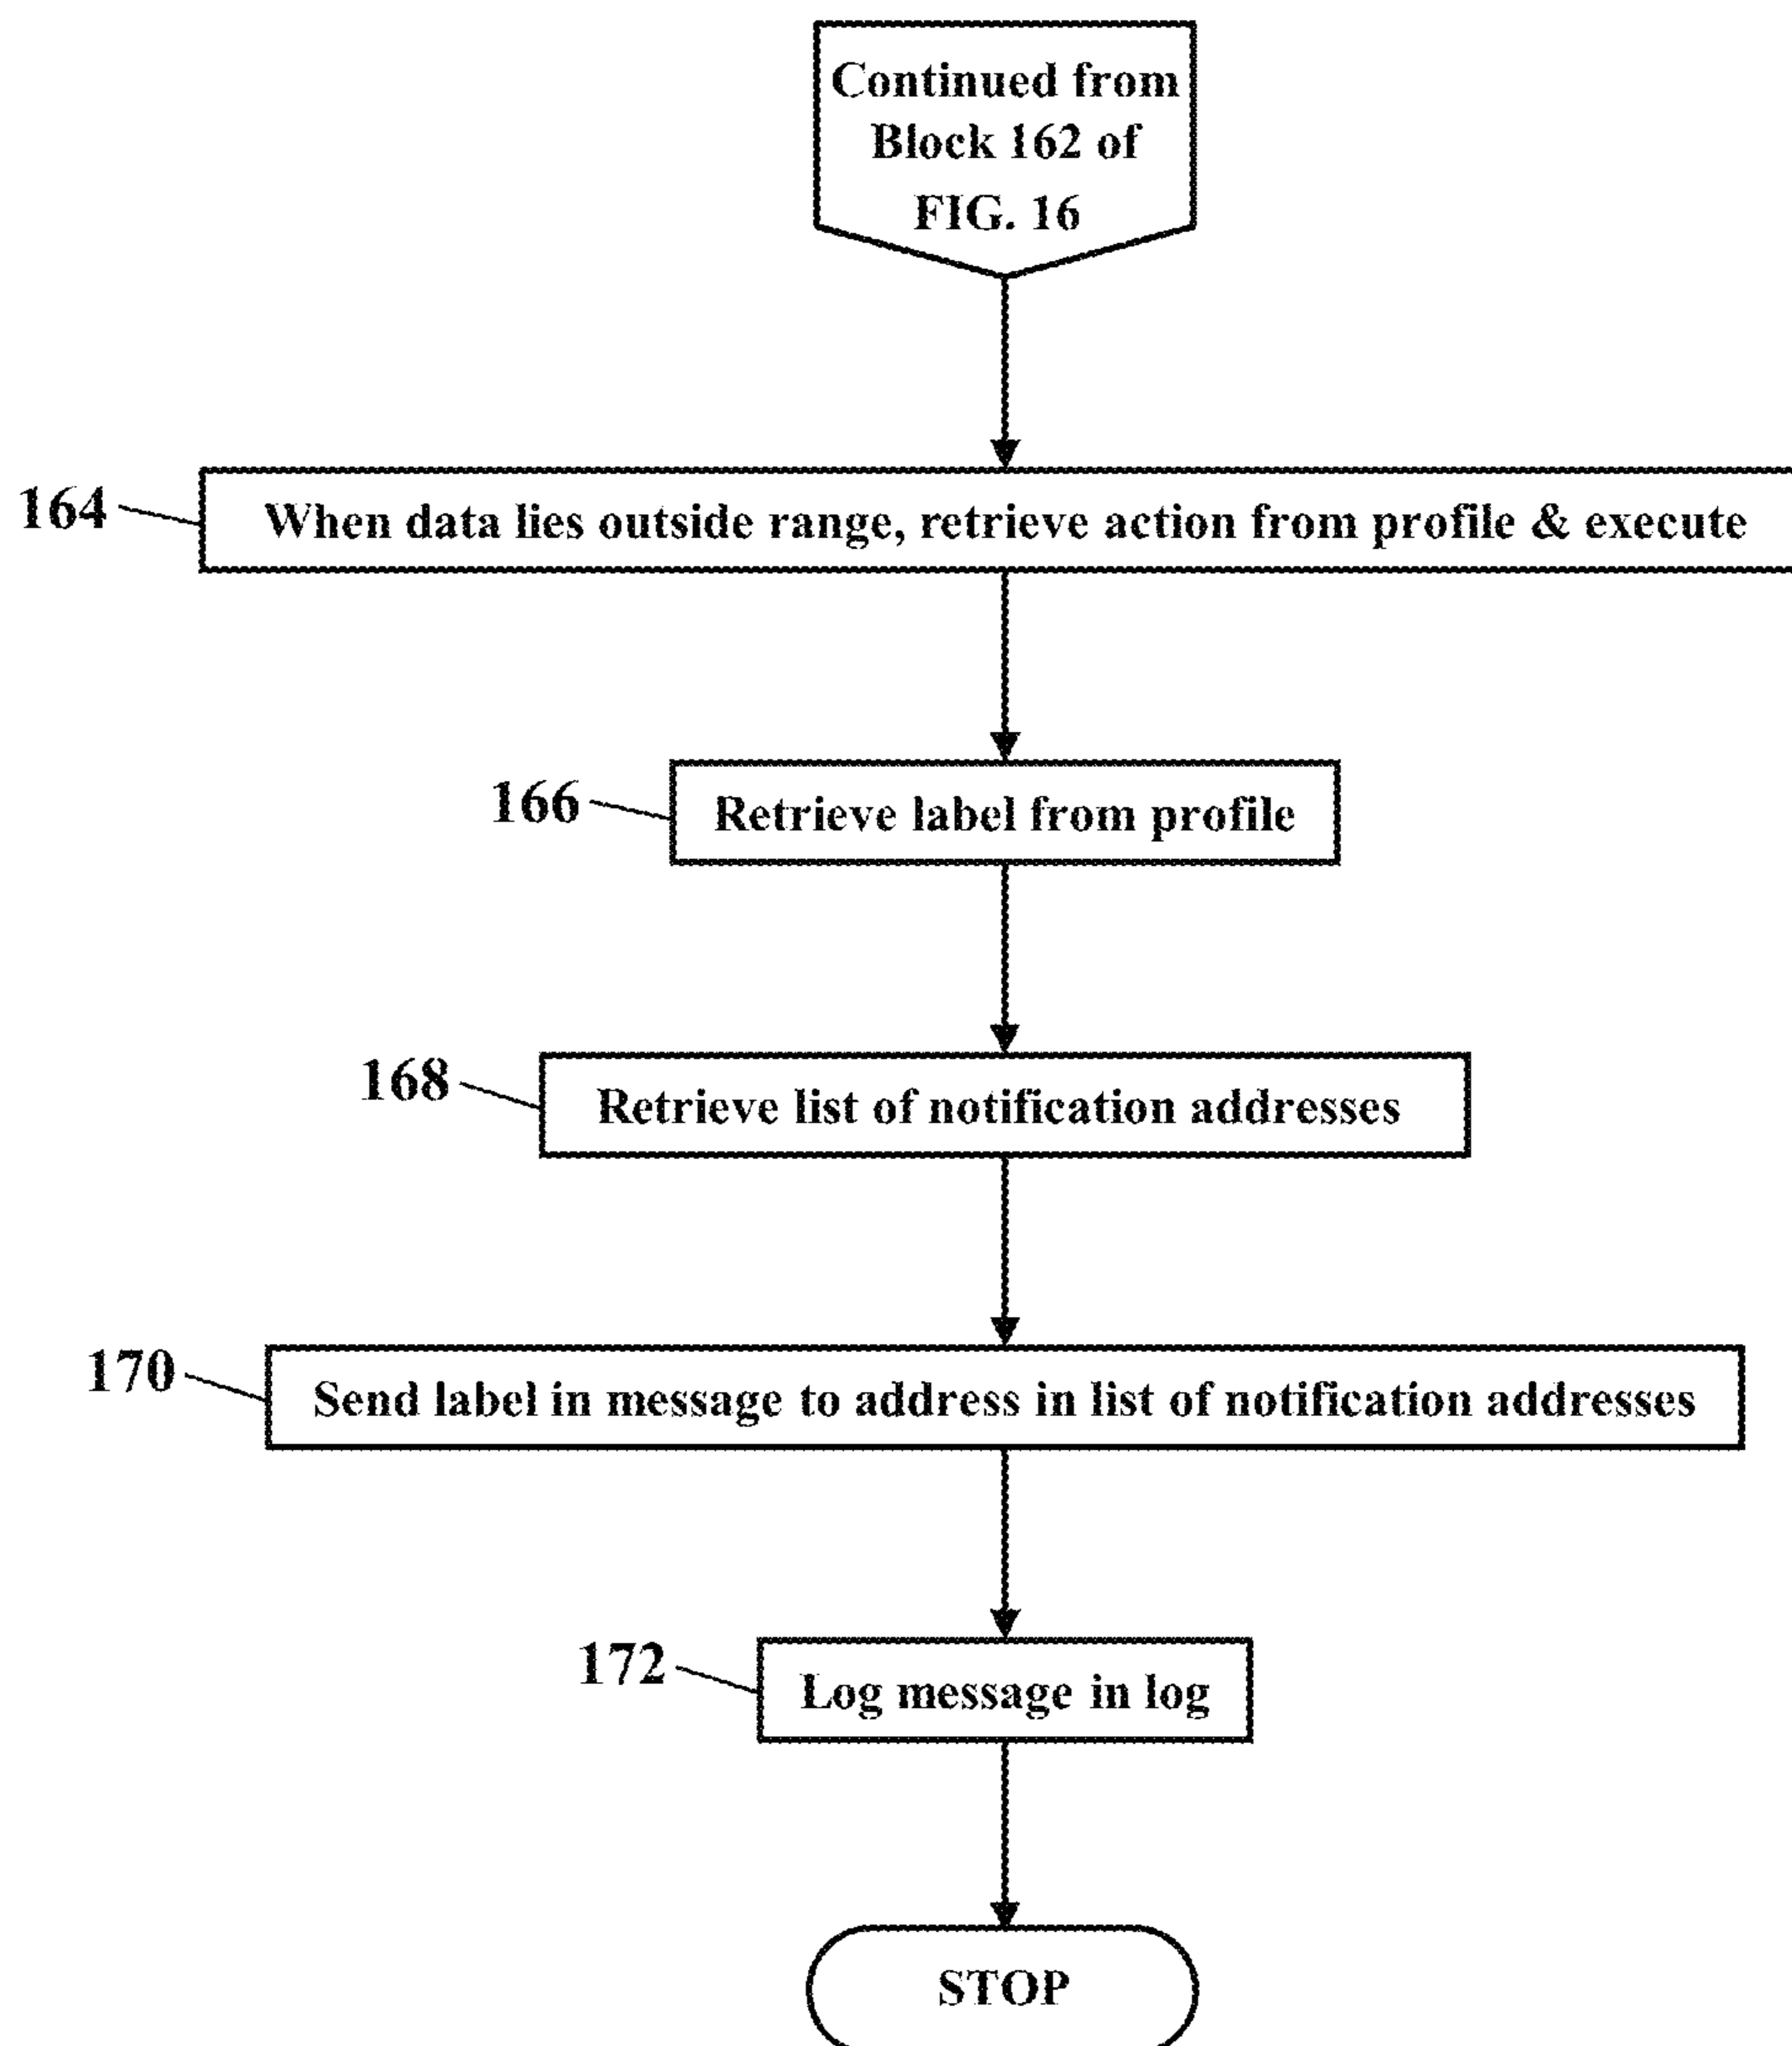 Continued from
Block 162 of
FIG. 16
164
When data lies outside range, retrieve action from profile & execute
166
Retrieve label from profile
168
Retrieve list of notification addresses
170
Send label in message to address in list of notification addresses
172
Log message in log
STOP